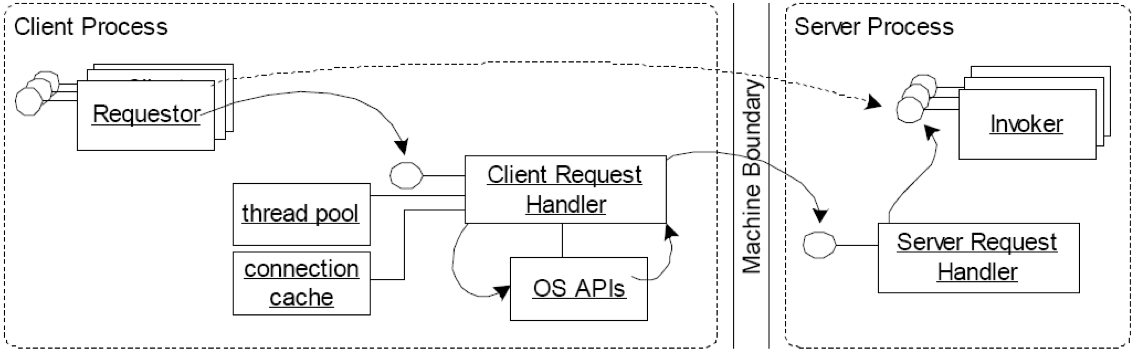 Client Process
Server Process
Requestor
Invoker
Machine Boundary
Client Request
Handler
thread pool
connection
cache
OS APIs
Server Request
Handler